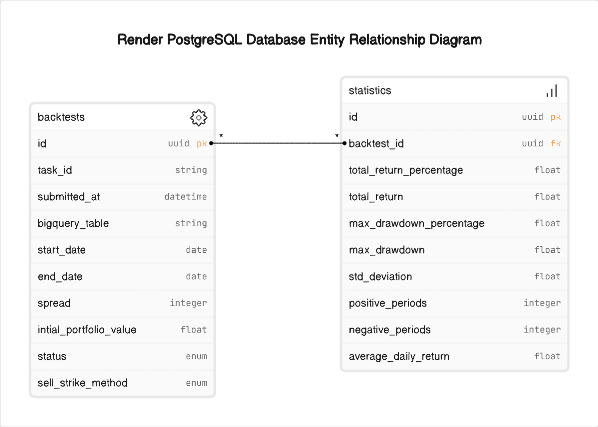 Render PostgreSQL Database Entity Relationship Diagram
backtests
id uuid pk
task_id string
submitted_at datetime
bigquery_table string
start_date date
end_date date
spread integer
intial_portfolio_value float
status enum
sell_strike_method enum
* *
statistics
id uuid pk
backtest_id uuid fk
total_return_percentage float
total_return float
max_drawdown_percentage float
max_drawdown float
std_deviation float
positive_periods integer
negative_periods integer
average_daily_return float